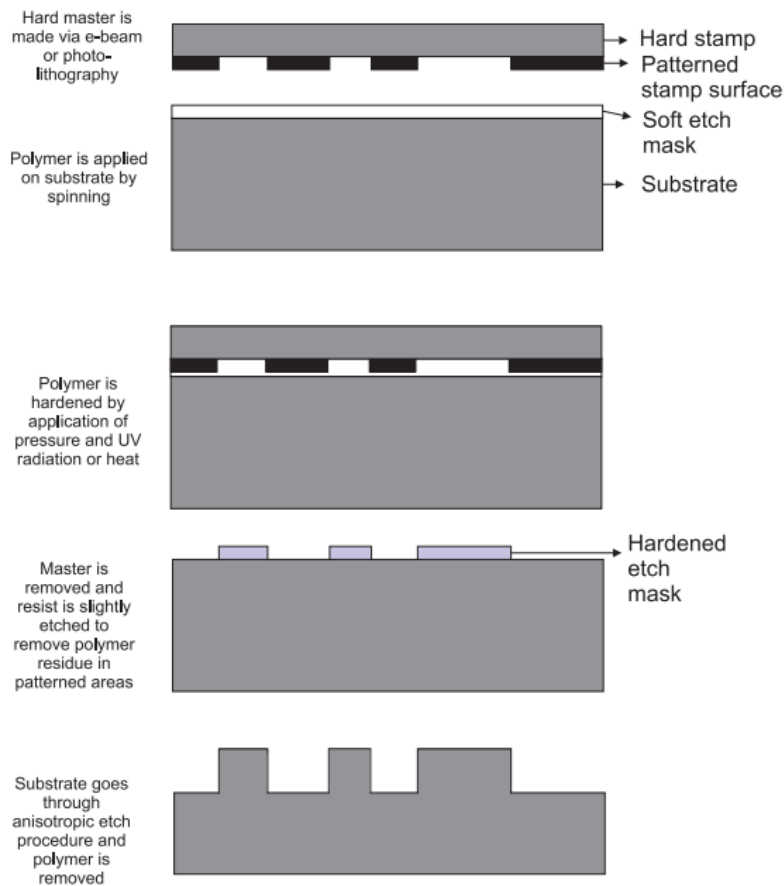 Hard master is
made via e-beam
or photo-
lithography
Hard stamp
Patterned
stamp surface
Soft etch
mask
Polymer is applied
on substrate by
spinning
Substrate
Polymer is
hardened by
application of
pressure and UV
radiation or heat
Hardened
etch
mask
Master is
removed and
resist is slightly
etched to
remove polymer
residue in
patterned areas
Substrate goes
through
anisotropic etch
procedure and
polymer is
removed